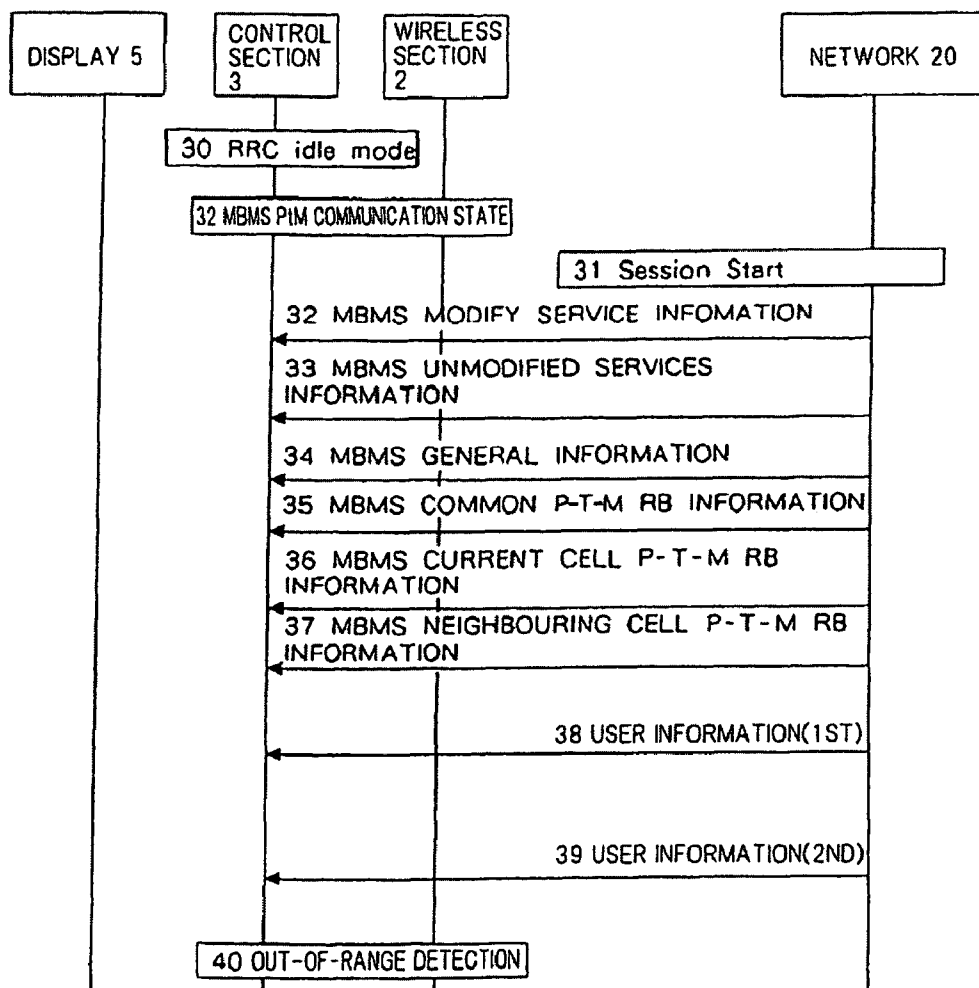 DISPLAY 5
CONTROL
SECTION
3
WIRELESS
SECTION
2
NETWORK 20
30 RRC idle mode
32 MBMS PtM COMMUNICATION STATE
31 Session Start
32 MBMS MODIFY SERVICE INFOMATION
33 MBMS UNMODIFIED SERVICES
INFORMATION
34 MBMS GENERAL INFORMATION
35 MBMS COMMON P-T-M RB INFORMATION
36 MBMS CURRENT CELL P-T-M RB
INFORMATION
37 MBMS NEIGHBOURING CELL P-T-M RB
INFORMATION
38 USER INFORMATION(1ST)
39 USER INFORMATION(2ND)
40 OUT-OF-RANGE DETECTION